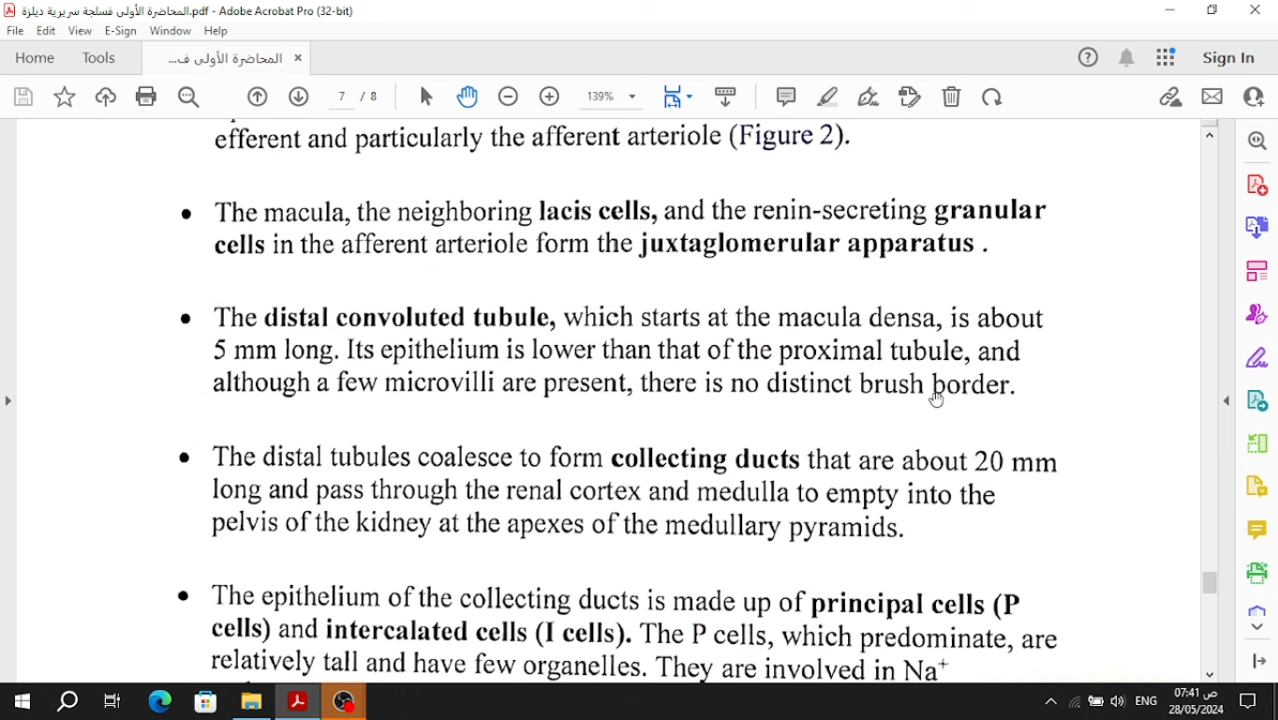 المحاضرة الأولى فسلجة سريرية ديلزة.pdf - Adobe Acrobat Pro (32-bit)
File Edit View E-Sign Window Help
Home Tools المحاضرة الأولى ف... × Sign In
7 / 8 139%
efferent and particularly the afferent arteriole (Figure 2).
• The macula, the neighboring lacis cells, and the renin-secreting granular
cells in the afferent arteriole form the juxtaglomerular apparatus .
• The distal convoluted tubule, which starts at the macula densa, is about
5 mm long. Its epithelium is lower than that of the proximal tubule, and
although a few microvilli are present, there is no distinct brush border.
• The distal tubules coalesce to form collecting ducts that are about 20 mm
long and pass through the renal cortex and medulla to empty into the
pelvis of the kidney at the apexes of the medullary pyramids.
• The epithelium of the collecting ducts is made up of principal cells (P
cells) and intercalated cells (I cells). The P cells, which predominate, are
relatively tall and have few organelles. They are involved in Na⁺
ENG
07:41 ص
28/05/2024